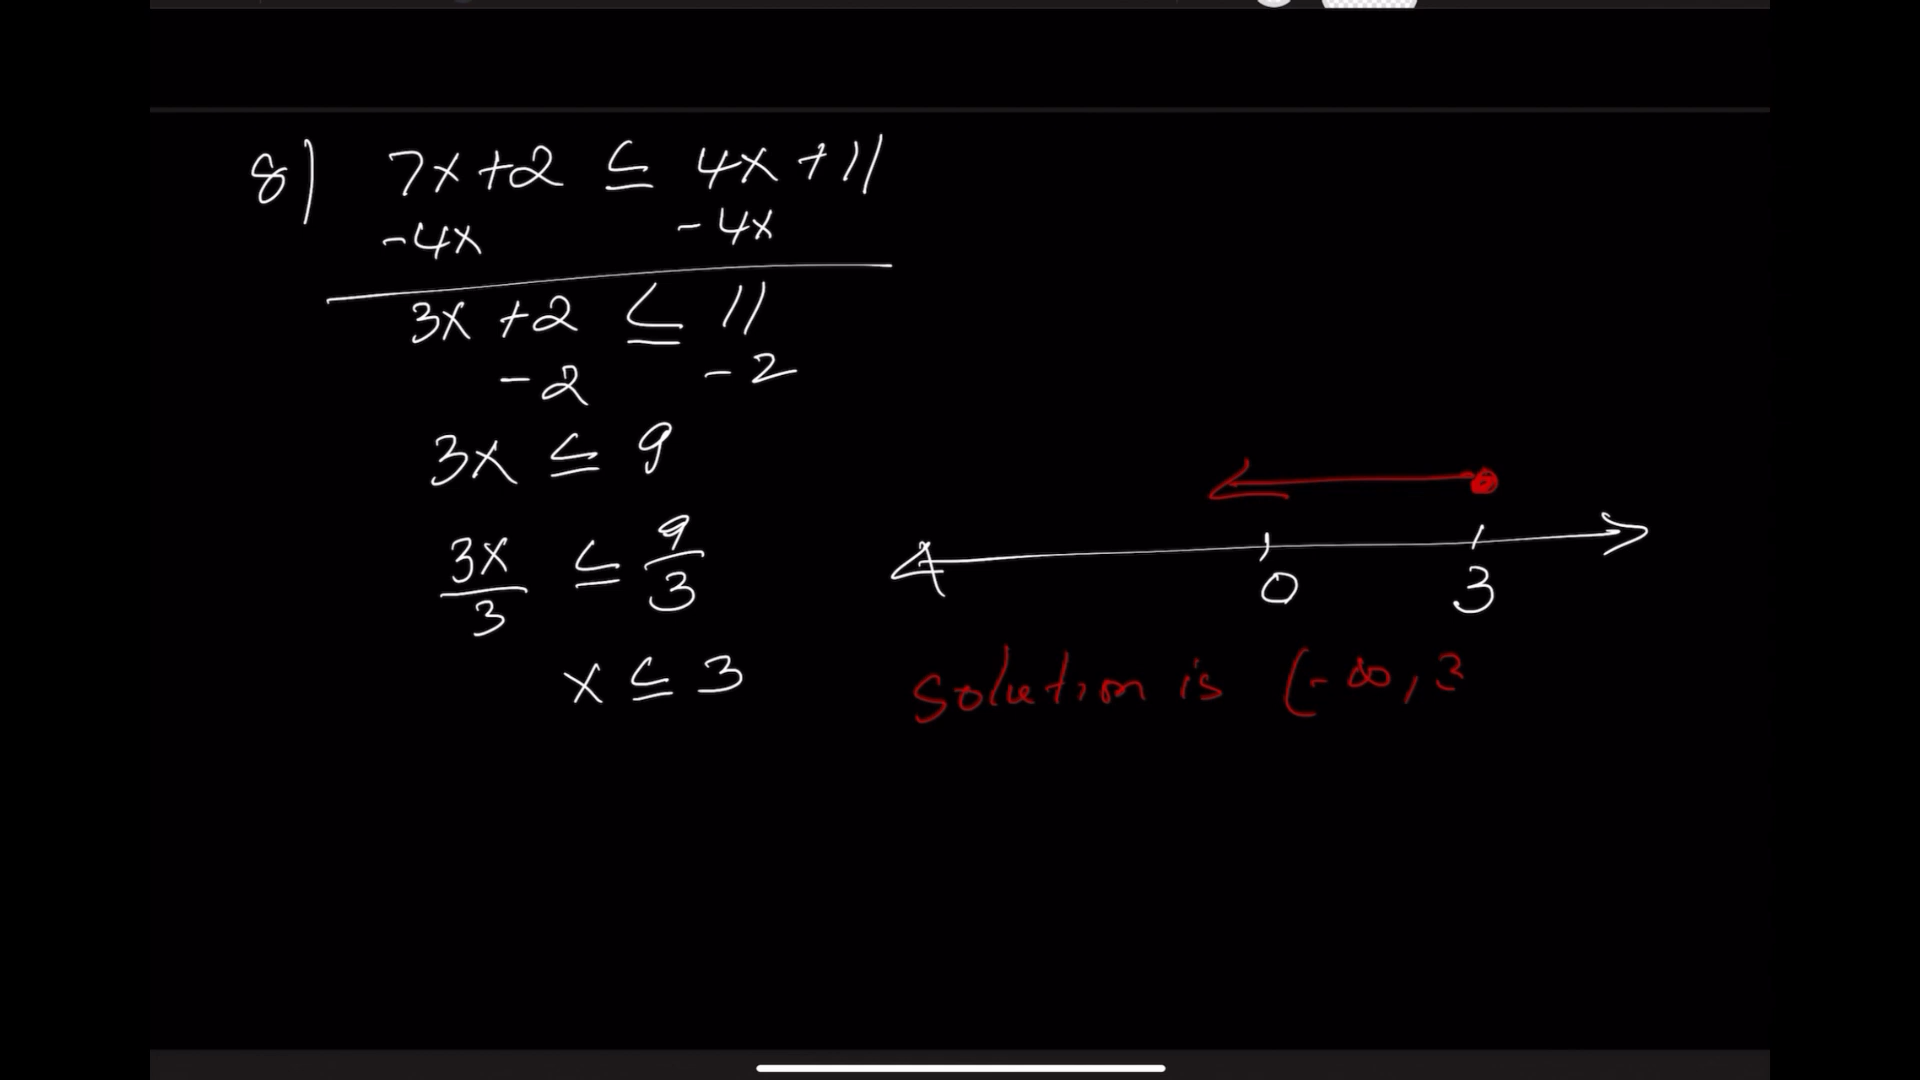 8) 7x + 2 ≤ 4x + 11
-4x -4x
3x + 2 ≤ 11
-2 -2
3x ≤ 9
3x/3 ≤ 9/3
x ≤ 3
0 3
solution is (-∞, 3